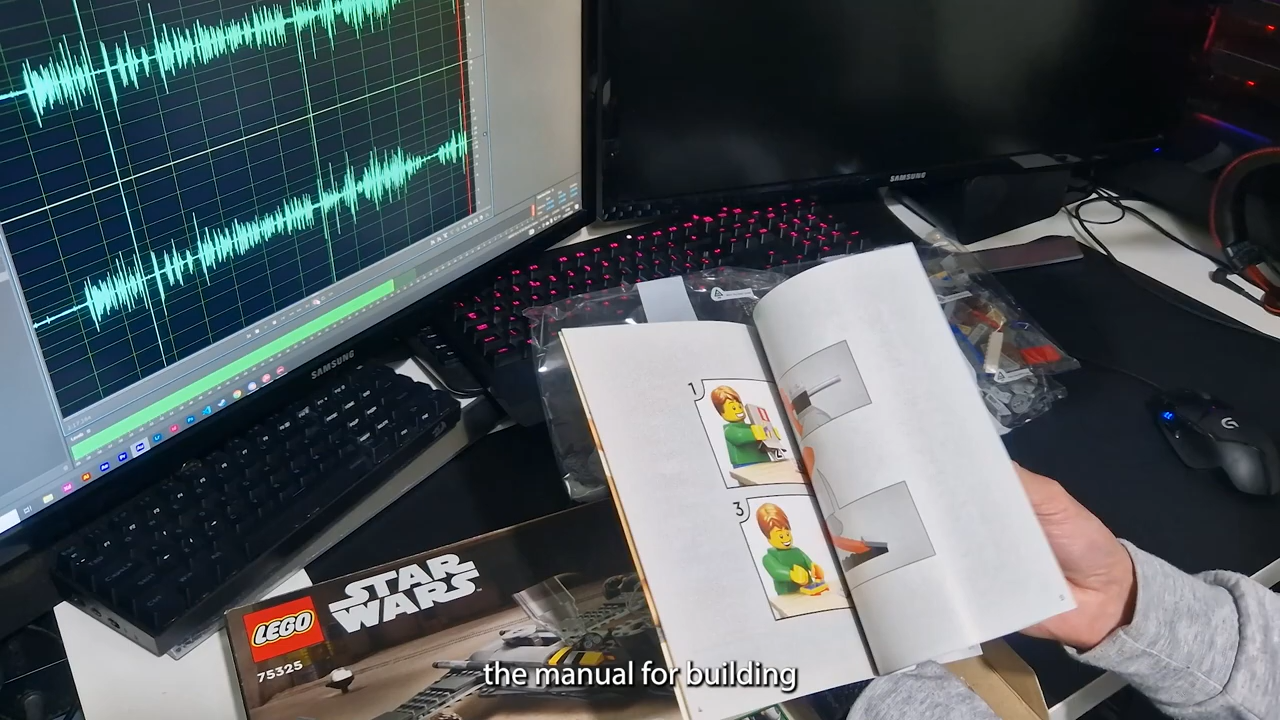 SAMSUNG
SAMSUNG
1
3
LEGO
STAR
WARS
75325
the manual for building